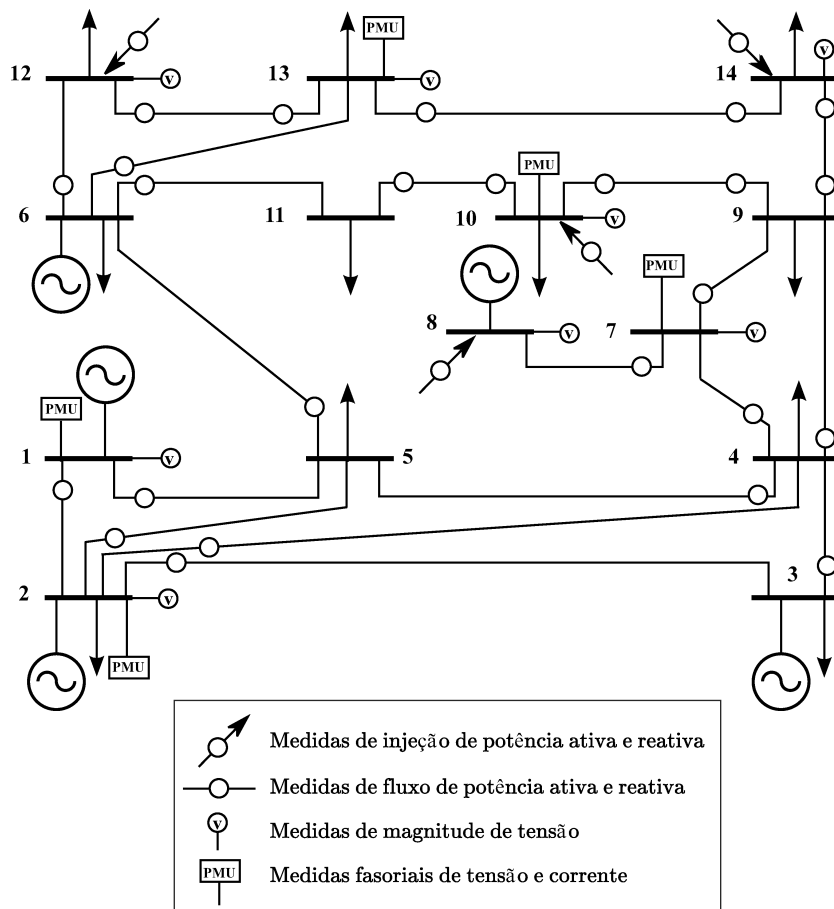 PMU
12
v
13
v
14
v
PMU
6
11
10
v
9
PMU
8
v
7
v
PMU
1
v
5
4
2
v
3
PMU
Medidas de injeção de potência ativa e reativa
Medidas de fluxo de potência ativa e reativa
v
Medidas de magnitude de tensão
PMU
Medidas fasoriais de tensão e corrente